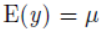 E(y) = μ